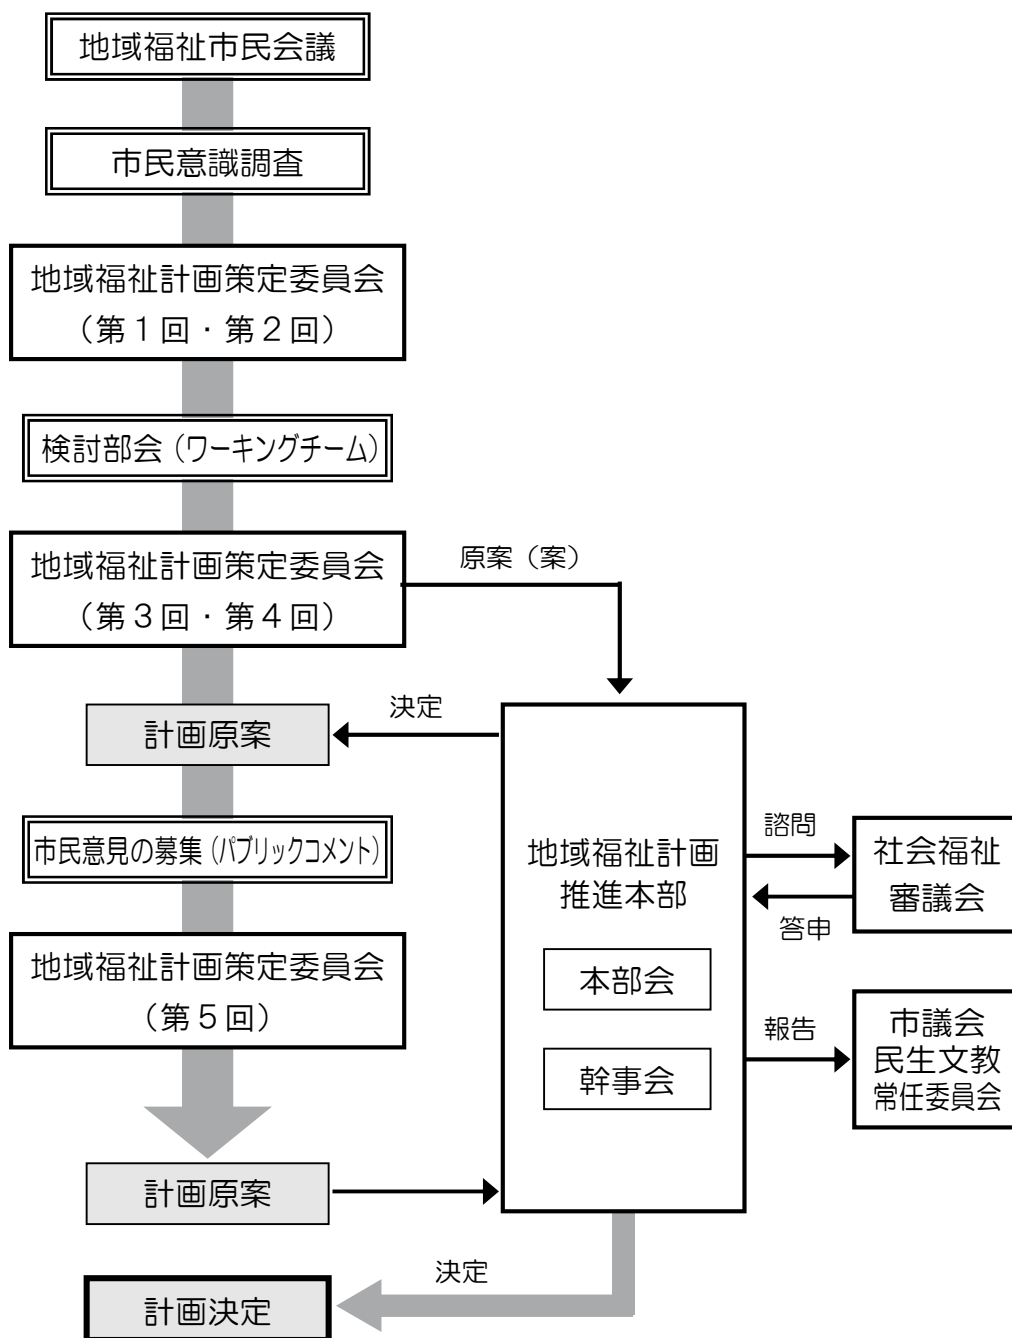 地域福祉市民会議
市民意識調査
地域福祉計画策定委員会
（第１回・第２回）
検討部会（ワーキングチーム）
地域福祉計画策定委員会
（第３回・第４回）
原案（案）
計画原案
決定
市民意見の募集（パブリックコメント）
地域福祉計画策定委員会
（第５回）
計画原案
地域福祉計画
推進本部
本部会
幹事会
諮問
答申
社会福祉
審議会
報告
市議会
民生文教
常任委員会
決定
計画決定